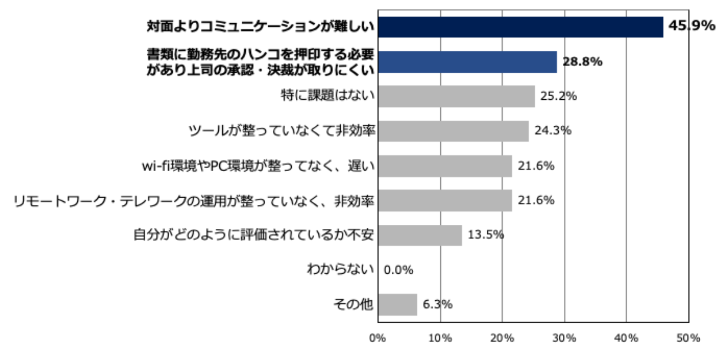 対面よりコミュニケーションが難しい
45.9%
書類に勤務先のハンコを押印する必要
があり上司の承認・決裁が取りにくい
28.8%
特に課題はない
25.2%
ツールが整っていなくて非効率
24.3%
wi-fi環境やPC環境が整ってなく、遅い
21.6%
リモートワーク・テレワークの運用が整っていなく、非効率
21.6%
自分がどのように評価されているか不安
13.5%
わからない
0.0%
その他
6.3%
0%
10%
20%
30%
40%
50%